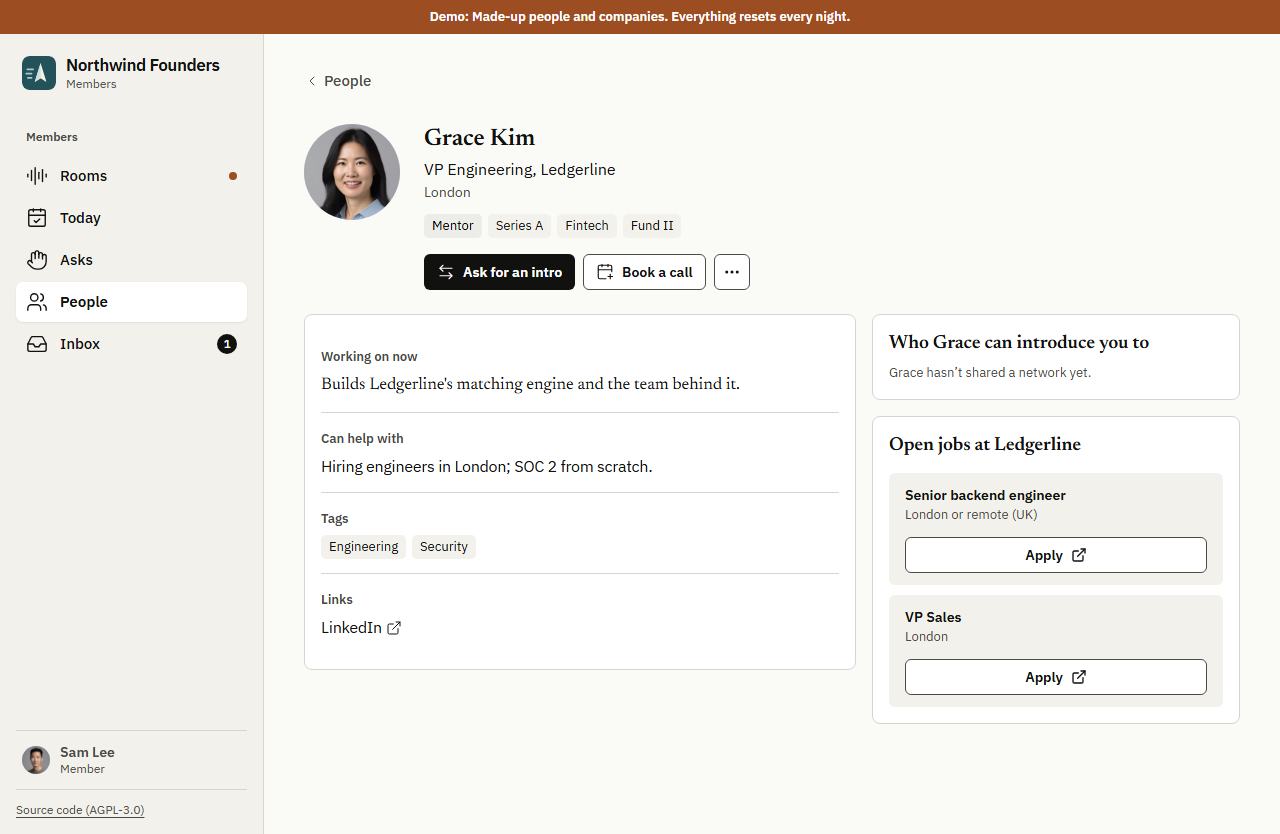 Demo: Made-up people and companies. Everything resets every night.
Northwind Founders
Members
Members
Rooms
Today
Asks
People
Inbox
1
Sam Lee
Member
Source code (AGPL-3.0)
People
Grace Kim
VP Engineering, Ledgerline
London
Mentor
Series A
Fintech
Fund II
Ask for an intro
Book a call
Working on now
Builds Ledgerline's matching engine and the team behind it.
Can help with
Hiring engineers in London; SOC 2 from scratch.
Tags
Engineering
Security
Links
LinkedIn
Who Grace can introduce you to
Grace hasn’t shared a network yet.
Open jobs at Ledgerline
Senior backend engineer
London or remote (UK)
Apply
VP Sales
London
Apply